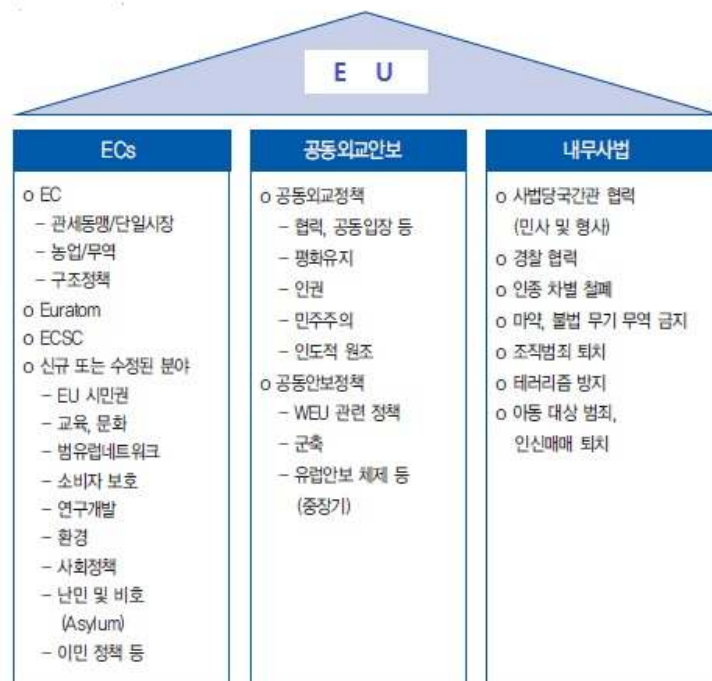 E U
ECs
o EC
– 관세동맹/단일시장
– 농업/무역
– 구조정책
o Euratom
o ECSC
o 신규 또는 수정된 분야
– EU 시민권
– 교육, 문화
– 범유럽네트워크
– 소비자 보호
– 연구개발
– 환경
– 사회정책
– 난민 및 비호
(Asylum)
– 이민 정책 등
공동외교안보
o 공동외교정책
– 협력, 공동입장 등
– 평화유지
– 인권
– 민주주의
– 인도적 원조
o 공동안보정책
– WEU 관련 정책
– 군축
– 유럽안보 체제 등
(중장기)
내무사법
o 사법당국간관 협력
(민사 및 형사)
o 경찰 협력
o 인종 차별 철폐
o 마약, 불법 무기 무역 금지
o 조직범죄 퇴치
o 테러리즘 방지
o 아동 대상 범죄,
인신매매 퇴치